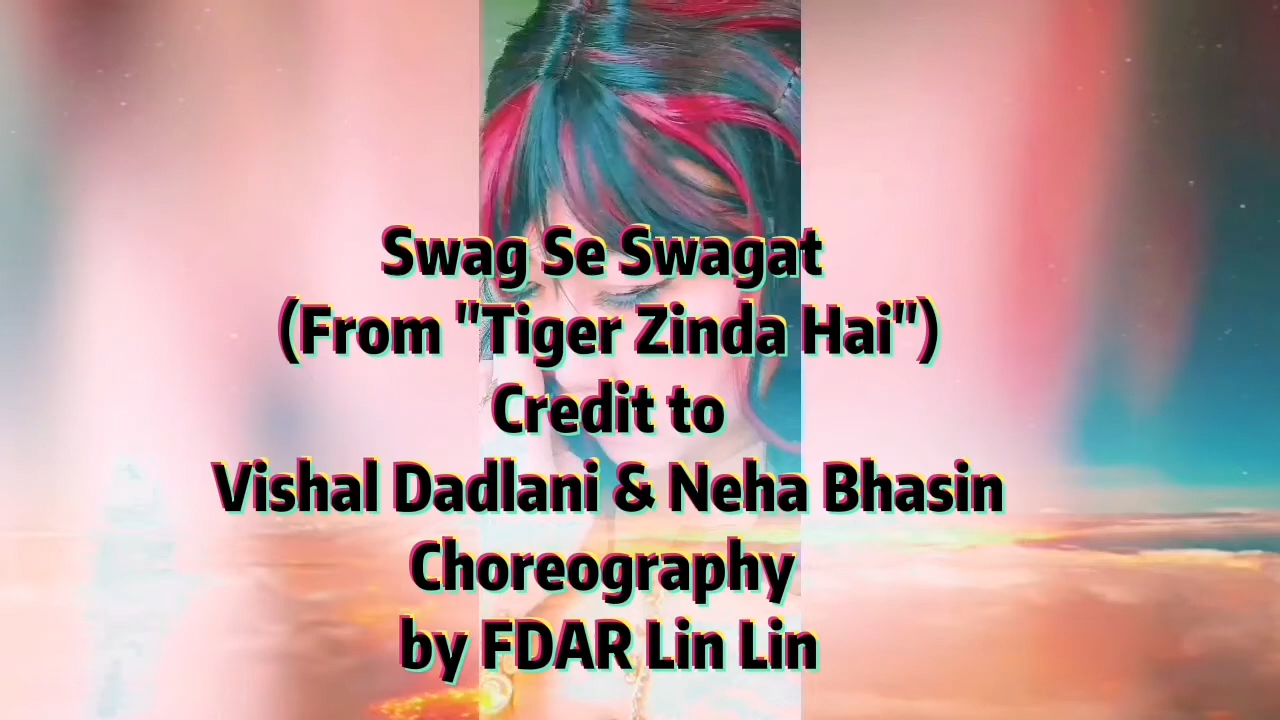 Swag Se Swagat
(From "Tiger Zinda Hai")
Credit to
Vishal Dadlani & Neha Bhasin
Choreography
by FDAR Lin Lin